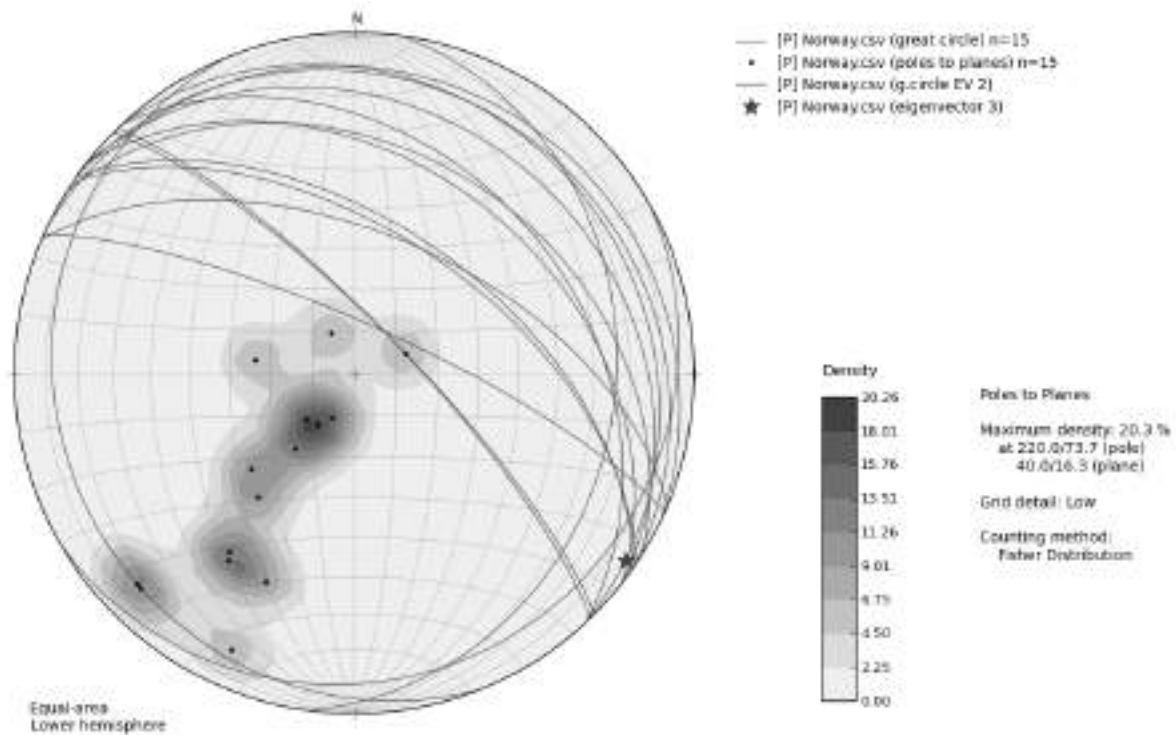 N
[P] Norway.csv (great circle) n=15
[P] Norway.csv (poles to planes) n=15
[P] Norway.csv (g.circle EV 2)
[P] Norway.csv (eigenvector 3)
Density
20.26
18.01
15.76
13.51
11.26
9.01
6.75
4.50
2.25
0.00
Poles to Planes
Maximum density: 20.3 %
at 220.0/73.7 (pole)
40.0/16.3 (plane)
Grid detail: Low
Counting method:
Fisher Distribution
Equal-area
Lower hemisphere